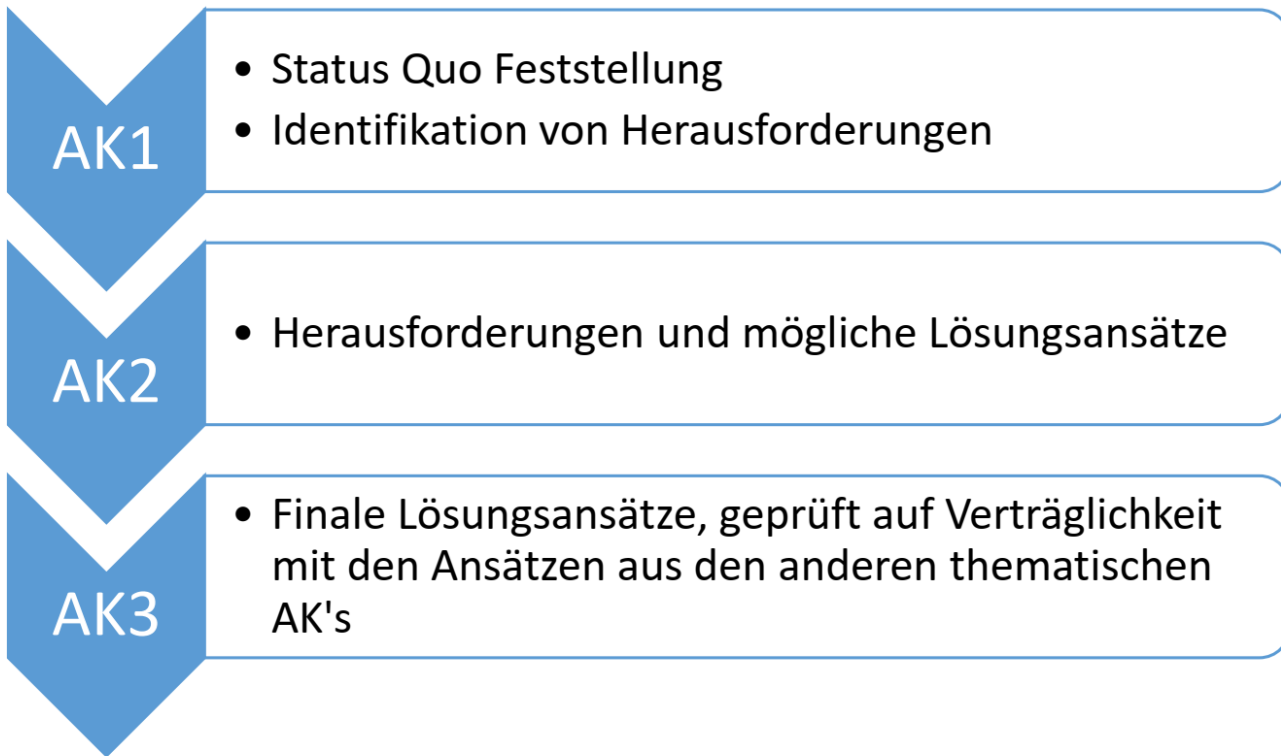 AK1
• Status Quo Feststellung
• Identifikation von Herausforderungen
AK2
• Herausforderungen und mögliche Lösungsansätze
AK3
• Finale Lösungsansätze, geprüft auf Verträglichkeit
mit den Ansätzen aus den anderen thematischen
AK's